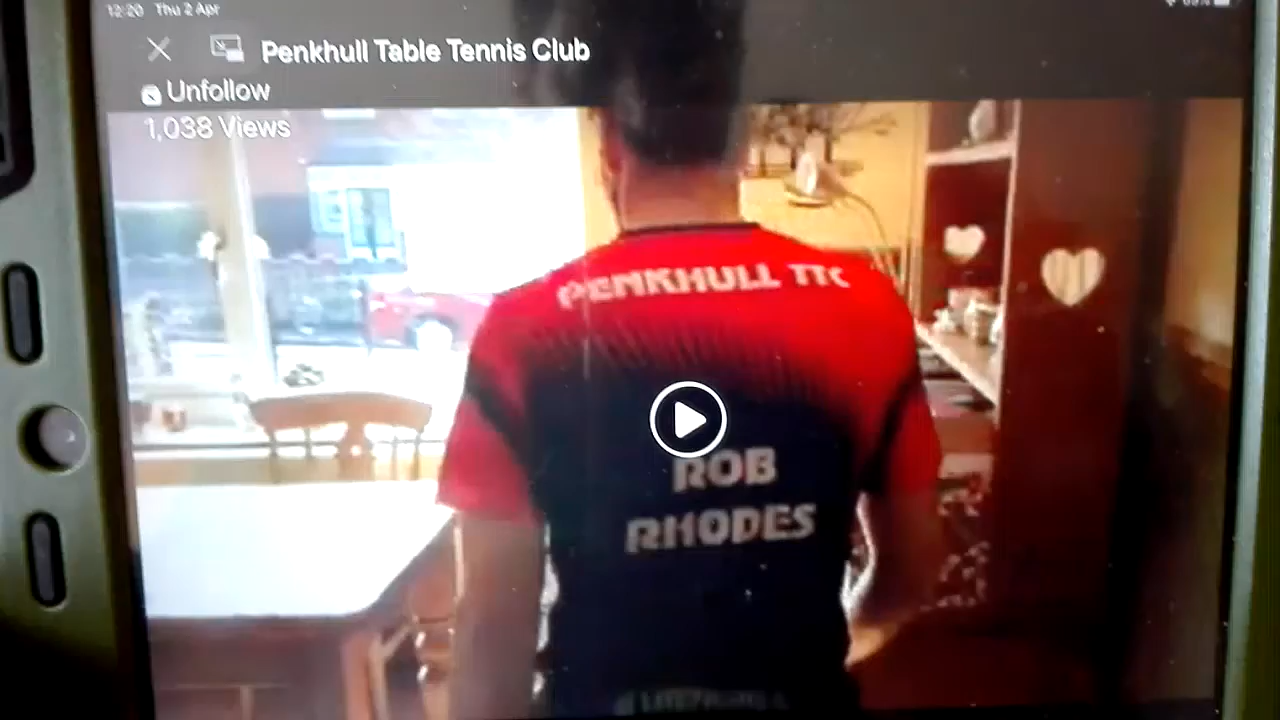 12:20 Thu 2 Apr
Penkhull Table Tennis Club
Unfollow
1,038 Views
PENKHULL TTC
ROB
RHODES